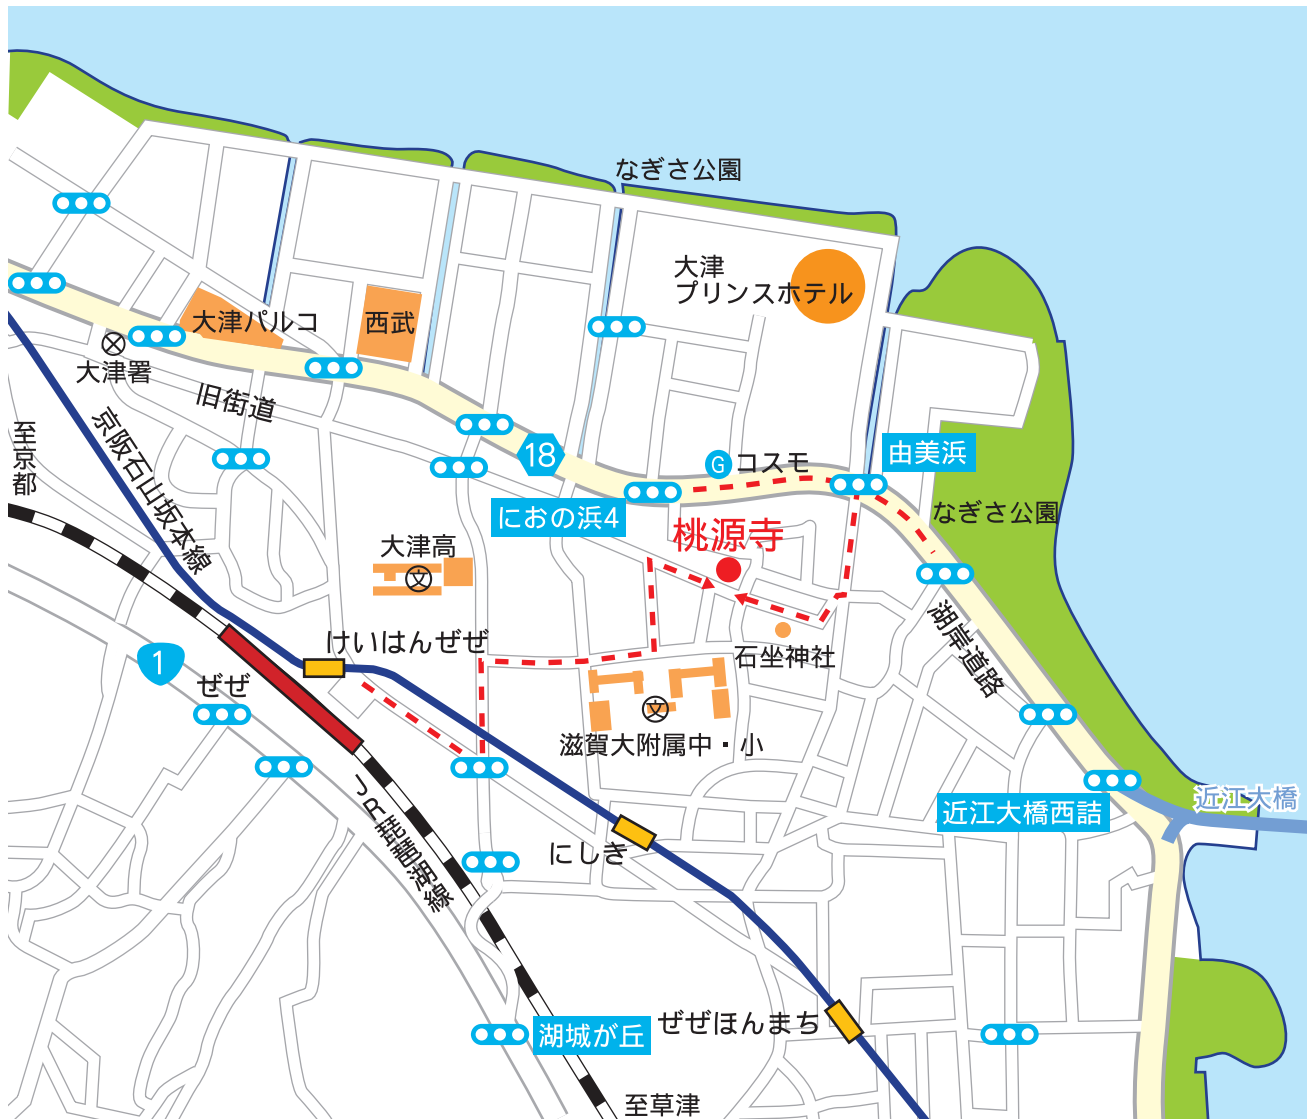 なぎさ公園
大津
プリンスホテル
大津パルコ
西武
大津署
旧街道
至京都
京阪石山坂本線
18
G
コスモ
由美浜
なぎさ公園
におの浜4
桃源寺
大津高
文
けいはんぜぜ
1
ぜぜ
石坐神社
湖岸道路
文
滋賀大附属中・小
JR琵琶湖線
近江大橋
近江大橋西詰
にしき
ぜぜほんまち
湖城が丘
至草津